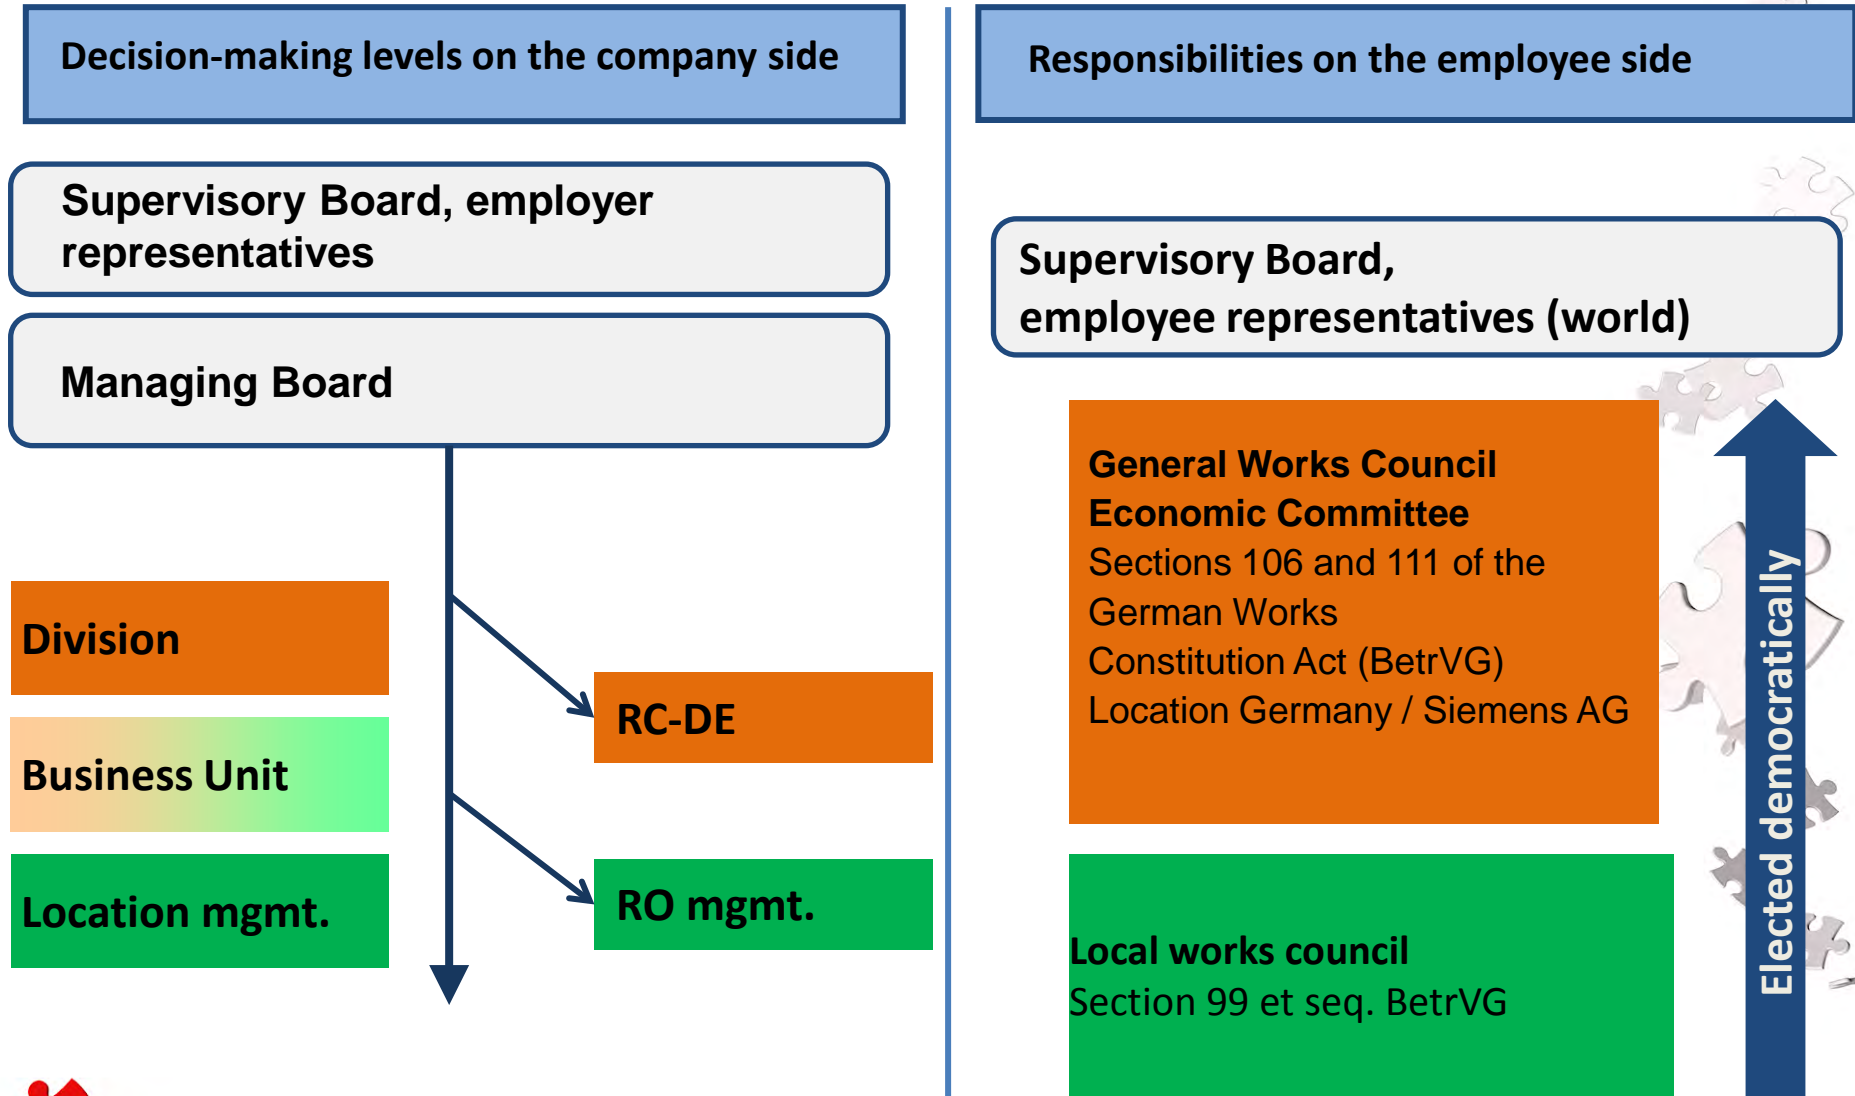 Decision-making levels on the company side
Supervisory Board, employer
representatives
Managing Board
Division
Business Unit
Location mgmt.
RC-DE
RO mgmt.
Responsibilities on the employee side
Supervisory Board,
employee representatives (world)
General Works Council
Economic Committee
Sections 106 and 111 of the
German Works
Constitution Act (BetrVG)
Location Germany / Siemens AG
Local works council
Section 99 et seq. BetrVG
Elected democratically